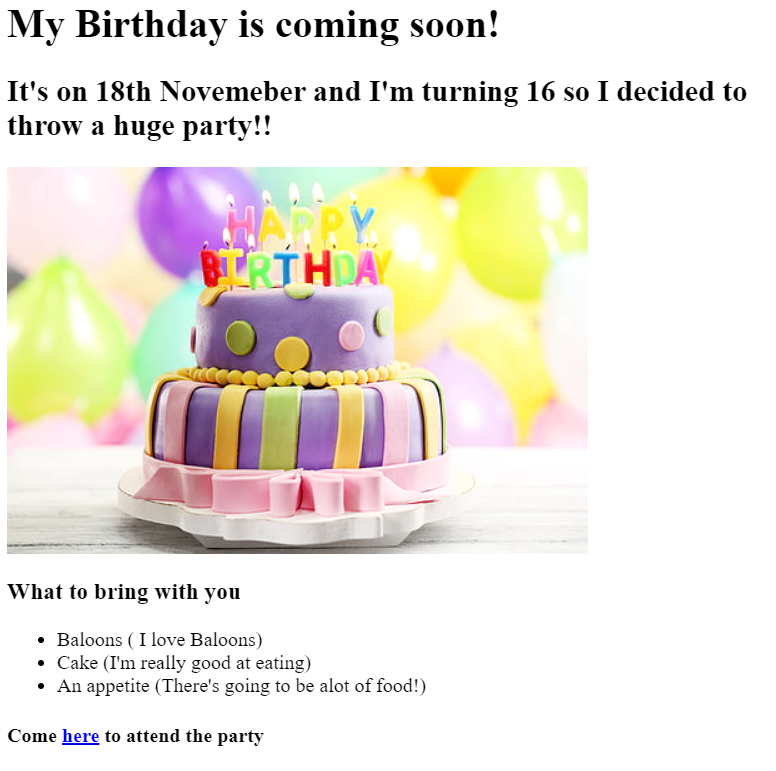 My Birthday is coming soon!
It's on 18th Novemeber and I'm turning 16 so I decided to
throw a huge party!!
HAPPY
BIRTHDAY
What to bring with you
Baloons ( I love Baloons)
Cake (I'm really good at eating)
An appetite (There's going to be alot of food!)
Come here to attend the party